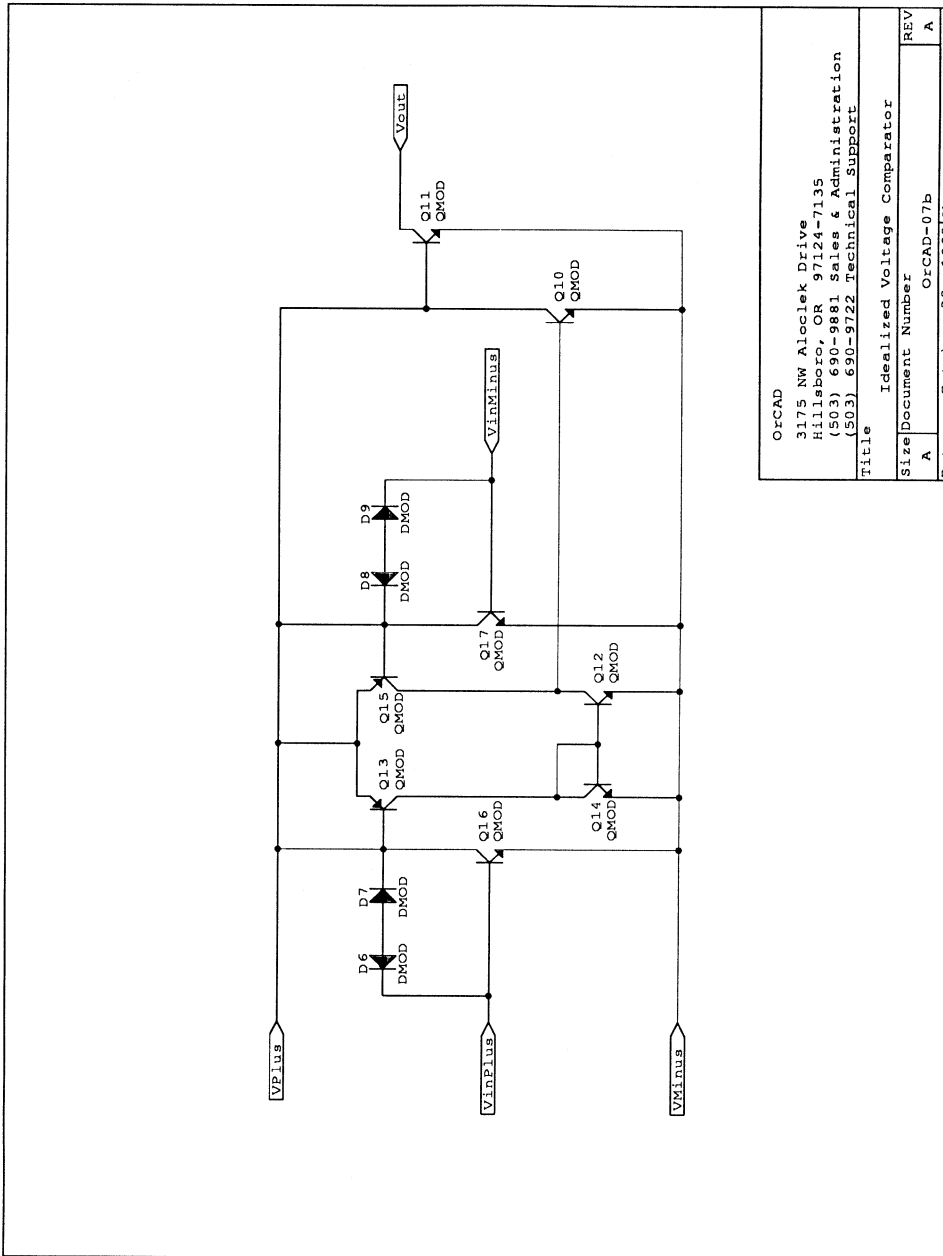 VPlus
VinPlus
VMinus
D6
DMOD
D7
DMOD
Q16
QMOD
Q13
QMOD
Q14
QMOD
Q15
QMOD
Q12
QMOD
Q17
QMOD
D8
DMOD
D9
DMOD
VinMinus
Q10
QMOD
Q11
QMOD
Vout
OrCAD
3175 NW Aloclek Drive
Hillsboro, OR 97124-7135
(503) 690-9881 Sales & Administration
(503) 690-9722 Technical Support
Title
Idealized Voltage Comparator
Size
Document Number
REV
A
OrCAD-07b
A